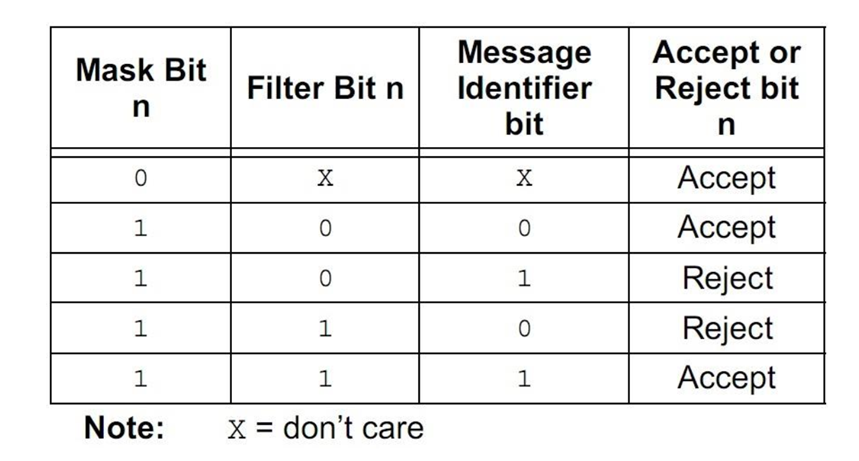 Mask Bit n Filter Bit n Message Identifier bit Accept or Reject bit n
0 X X Accept
1 0 0 Accept
1 0 1 Reject
1 1 0 Reject
1 1 1 Accept
Note: X = don't care